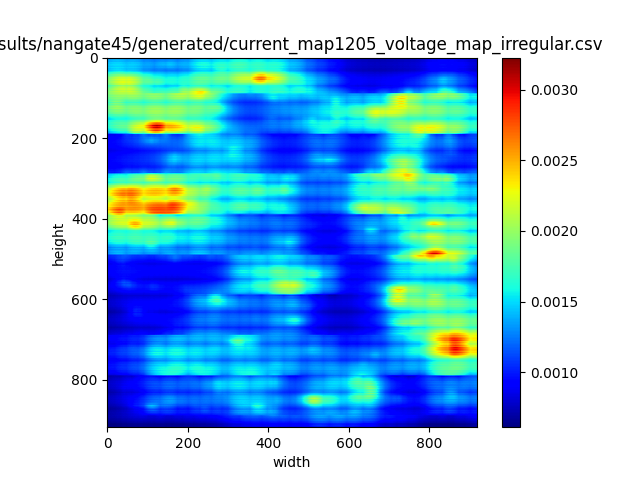 sults/nangate45/generated/current_map1205_voltage_map_irregular.csv
0
200
400
600
800
height
0 200 400 600 800
width
0.0030
0.0025
0.0020
0.0015
0.0010